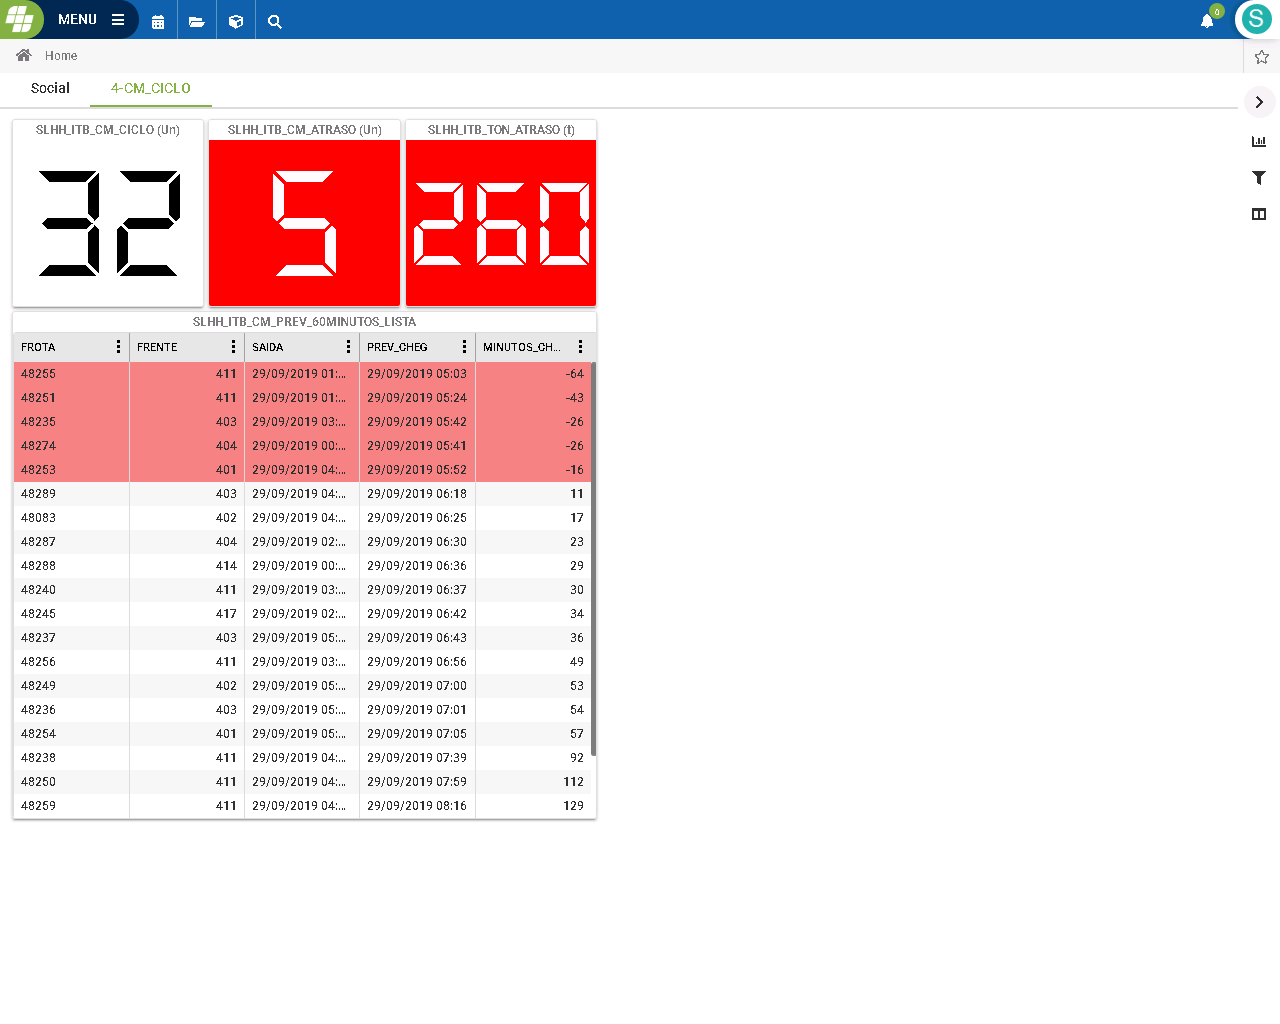 MENU
0
S
Home
Social 4-CM_CICLO
SLHH_ITB_CM_CICLO (Un) SLHH_ITB_CM_ATRASO (Un) SLHH_ITB_TON_ATRASO (t)
32 5 260
SLHH_ITB_CM_PREV_60MINUTOS_LISTA
FROTA FRENTE SAIDA PREV_CHEG MINUTOS_CH...
48255 411 29/09/2019 01:... 29/09/2019 05:03 -64
48251 411 29/09/2019 01:... 29/09/2019 05:24 -43
48235 403 29/09/2019 03:... 29/09/2019 05:42 -26
48274 404 29/09/2019 00:... 29/09/2019 05:41 -26
48253 401 29/09/2019 04:... 29/09/2019 05:52 -16
48289 403 29/09/2019 04:... 29/09/2019 06:18 11
48083 402 29/09/2019 04:... 29/09/2019 06:25 17
48287 404 29/09/2019 02:... 29/09/2019 06:30 23
48288 414 29/09/2019 00:... 29/09/2019 06:36 29
48240 411 29/09/2019 03:... 29/09/2019 06:37 30
48245 417 29/09/2019 02:... 29/09/2019 06:42 34
48237 403 29/09/2019 05:... 29/09/2019 06:43 36
48256 411 29/09/2019 03:... 29/09/2019 06:56 49
48249 402 29/09/2019 05:... 29/09/2019 07:00 53
48236 403 29/09/2019 05:... 29/09/2019 07:01 54
48254 401 29/09/2019 05:... 29/09/2019 07:05 57
48238 411 29/09/2019 04:... 29/09/2019 07:39 92
48250 411 29/09/2019 04:... 29/09/2019 07:59 112
48259 411 29/09/2019 04:... 29/09/2019 08:16 129